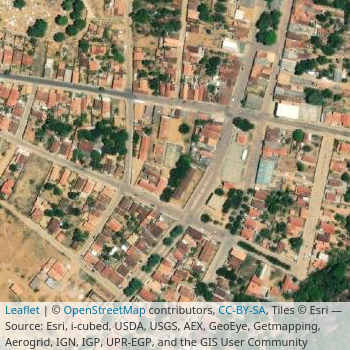 Leaflet | © OpenStreetMap contributors, CC-BY-SA, Tiles © Esri —
Source: Esri, i-cubed, USDA, USGS, AEX, GeoEye, Getmapping,
Aerogrid, IGN, IGP, UPR-EGP, and the GIS User Community